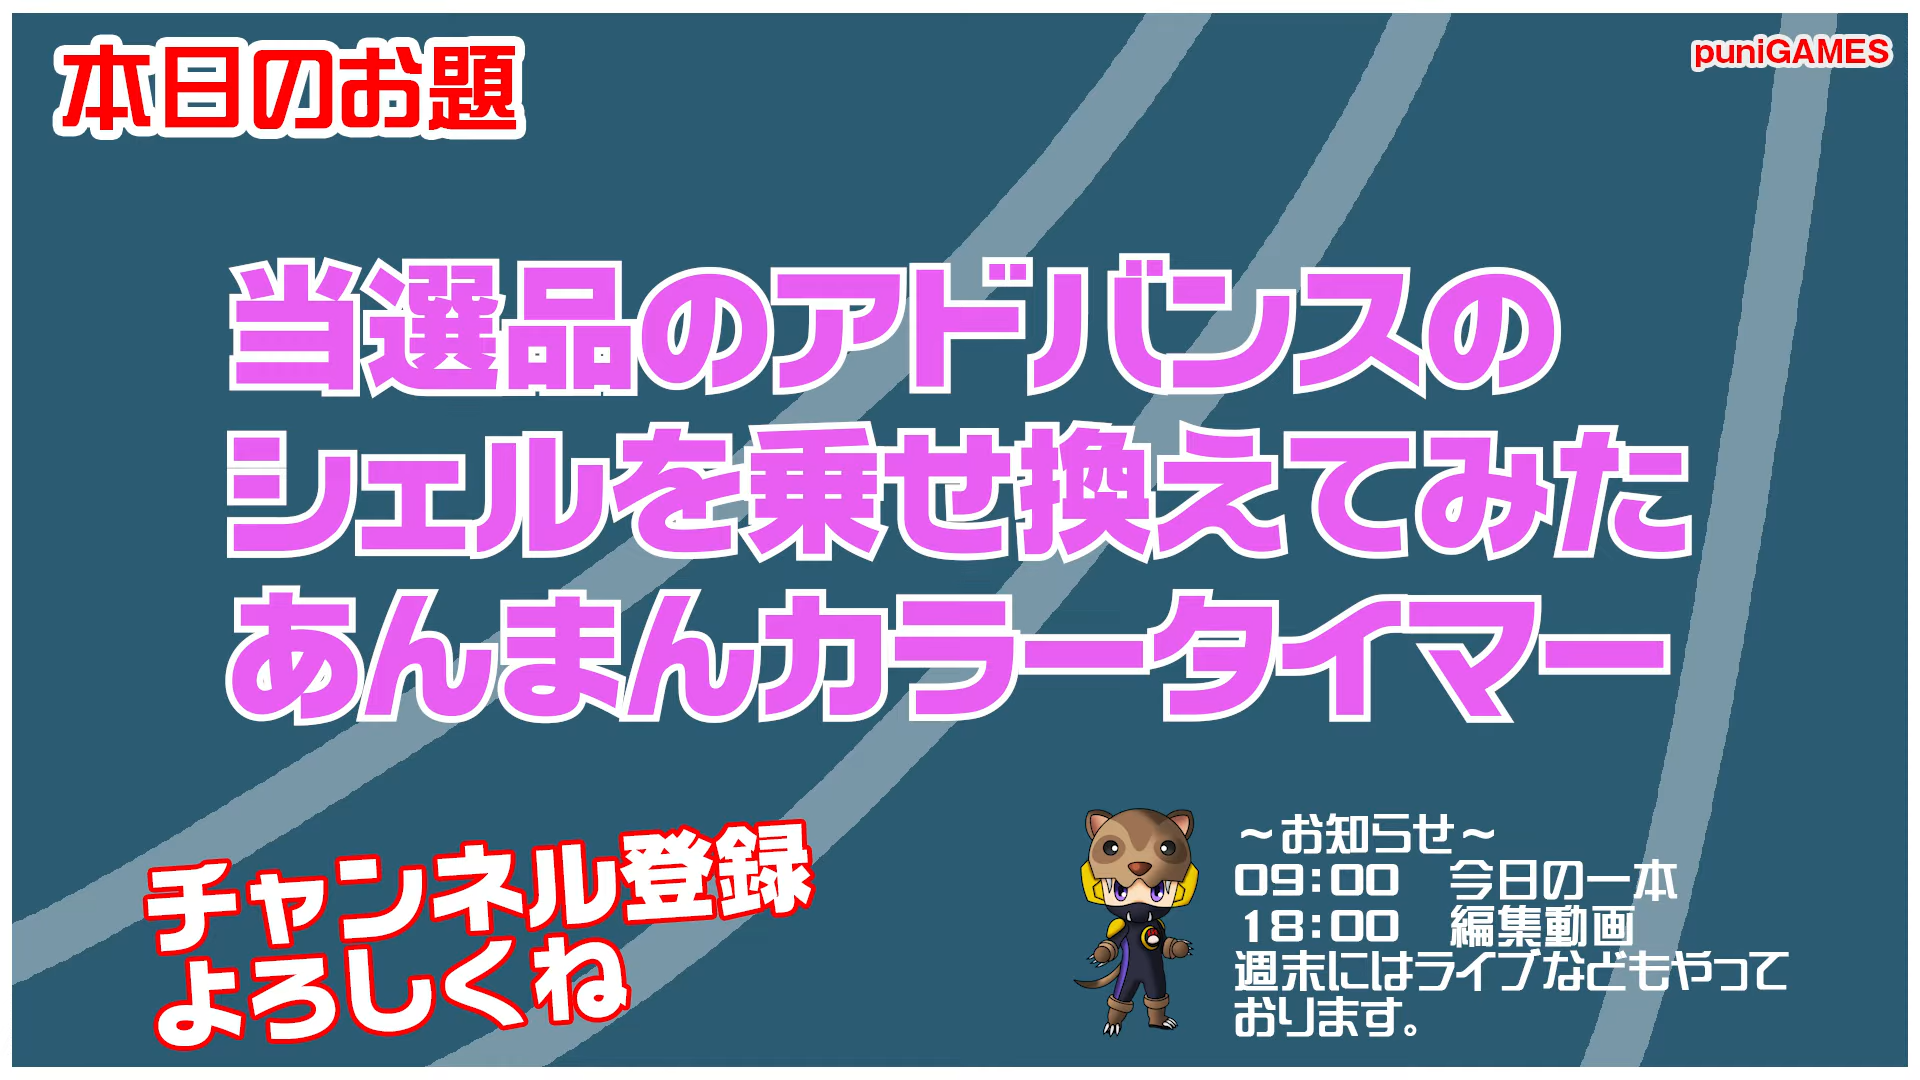 本日のお題
puniGAMES
当選品のアドバンスの
シェルを乗せ換えてみた
あんまんカラータイマー
チャンネル登録
よろしくね
～お知らせ～
09:00 今日の一本
18:00 編集動画
週末にはライブなどもやって
おります。